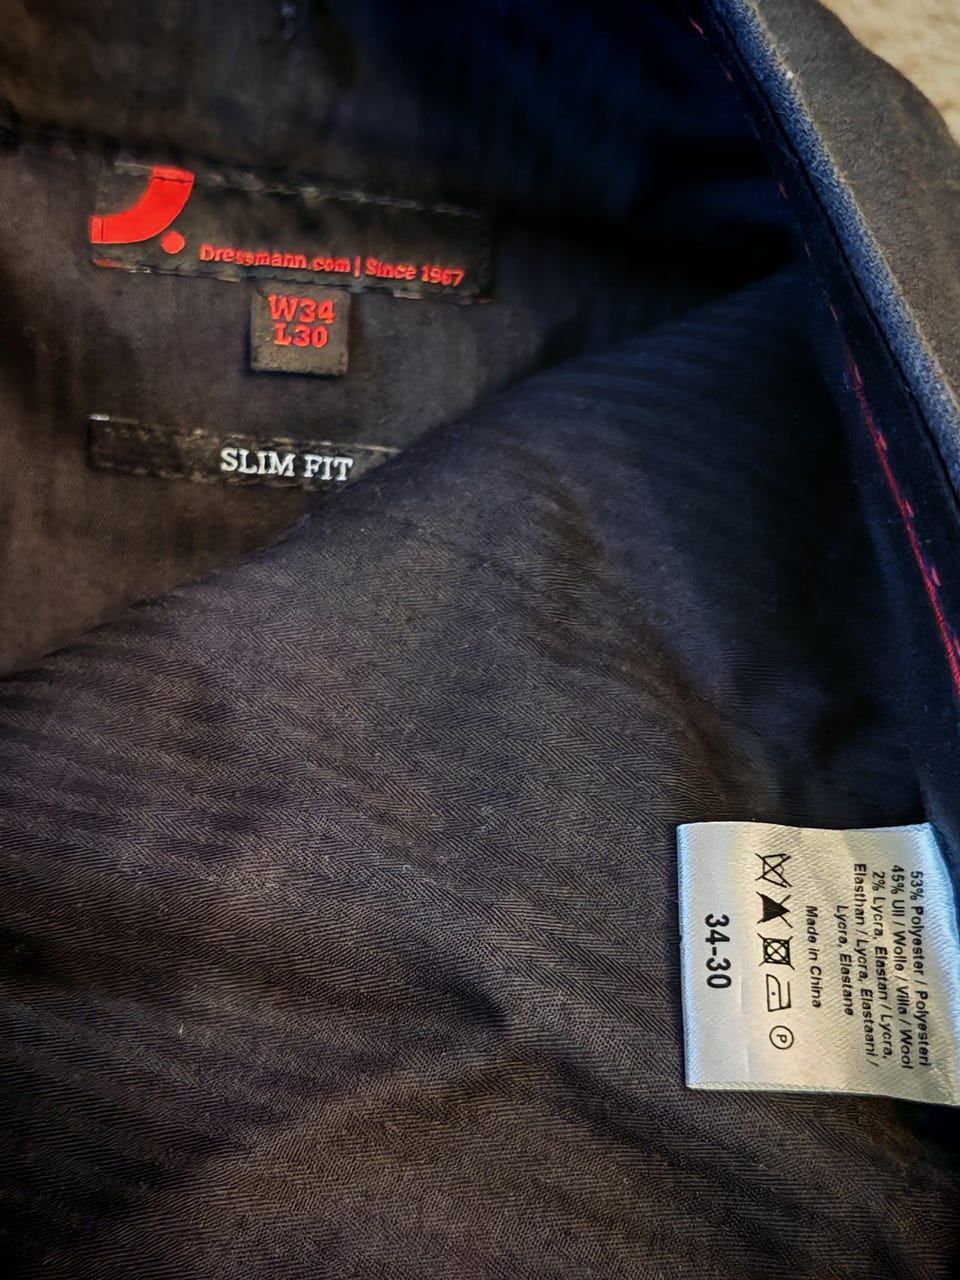 Dressmann.com | Since 1967
W34
L30
SLIM FIT
53% Polyester / Polyesteri
45% Ull / Wolle / Villa / Wool
2% Lycra, Elastan / Lycra,
Elasthan / Lycra, Elastaani /
Lycra, Elastane
Made in China
P
34-30